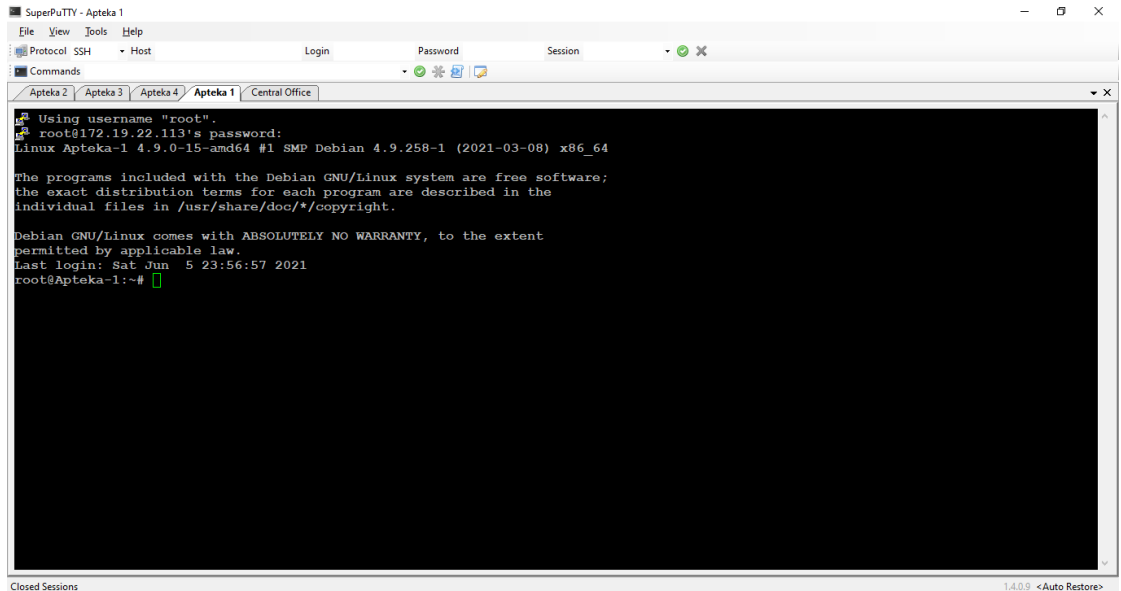 SuperPuTTY - Apteka 1
File View Tools Help
Protocol SSH Host Login Password Session
Commands
Apteka 2 Apteka 3 Apteka 4 Apteka 1 Central Office
Using username "root".
root@172.19.22.113's password:
Linux Apteka-1 4.9.0-15-amd64 #1 SMP Debian 4.9.258-1 (2021-03-08) x86_64
The programs included with the Debian GNU/Linux system are free software;
the exact distribution terms for each program are described in the
individual files in /usr/share/doc/*/copyright.
Debian GNU/Linux comes with ABSOLUTELY NO WARRANTY, to the extent
permitted by applicable law.
Last login: Sat Jun  5 23:56:57 2021
root@Apteka-1:~#
Closed Sessions 1.4.0.9 <Auto Restore>